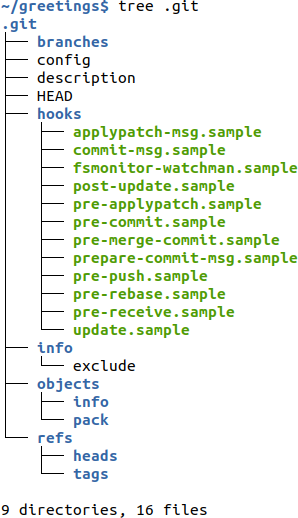 ~/greetings$ tree .git
.git
├── branches
├── config
├── description
├── HEAD
├── hooks
│   ├── applypatch-msg.sample
│   ├── commit-msg.sample
│   ├── fsmonitor-watchman.sample
│   ├── post-update.sample
│   ├── pre-applypatch.sample
│   ├── pre-commit.sample
│   ├── pre-merge-commit.sample
│   ├── prepare-commit-msg.sample
│   ├── pre-push.sample
│   ├── pre-rebase.sample
│   ├── pre-receive.sample
│   └── update.sample
├── info
│   └── exclude
├── objects
│   ├── info
│   └── pack
└── refs
    ├── heads
    └── tags
9 directories, 16 files